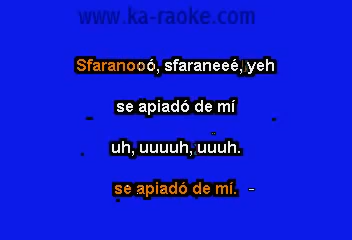 www.ka-raoke.com
Sfaranooó, sfaraneeé, yeh
se apiadó de mí
uh, uuuuh, uuuh.
se apiadó de mí.